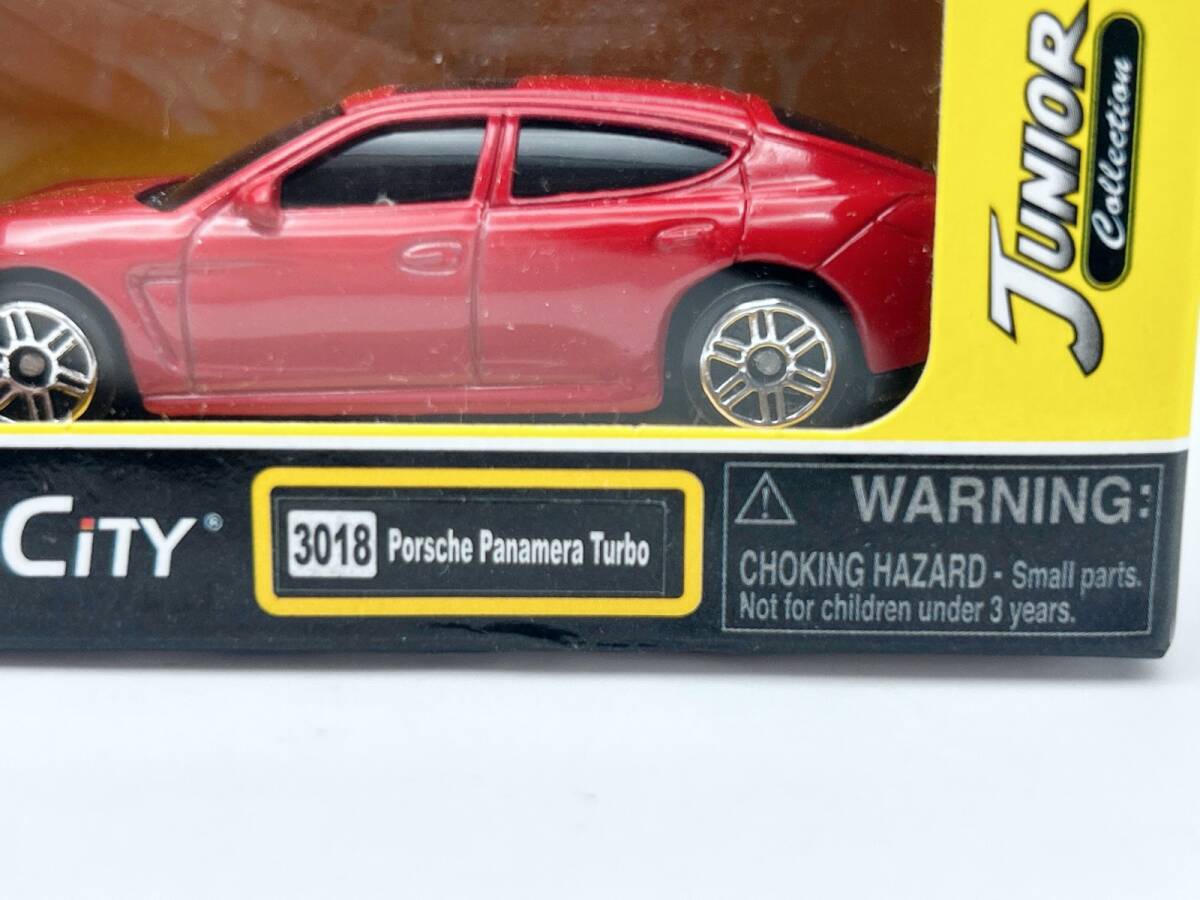 JUNIOR
Collection
CiTY®
3018 Porsche Panamera Turbo
WARNING:
CHOKING HAZARD - Small parts.
Not for children under 3 years.